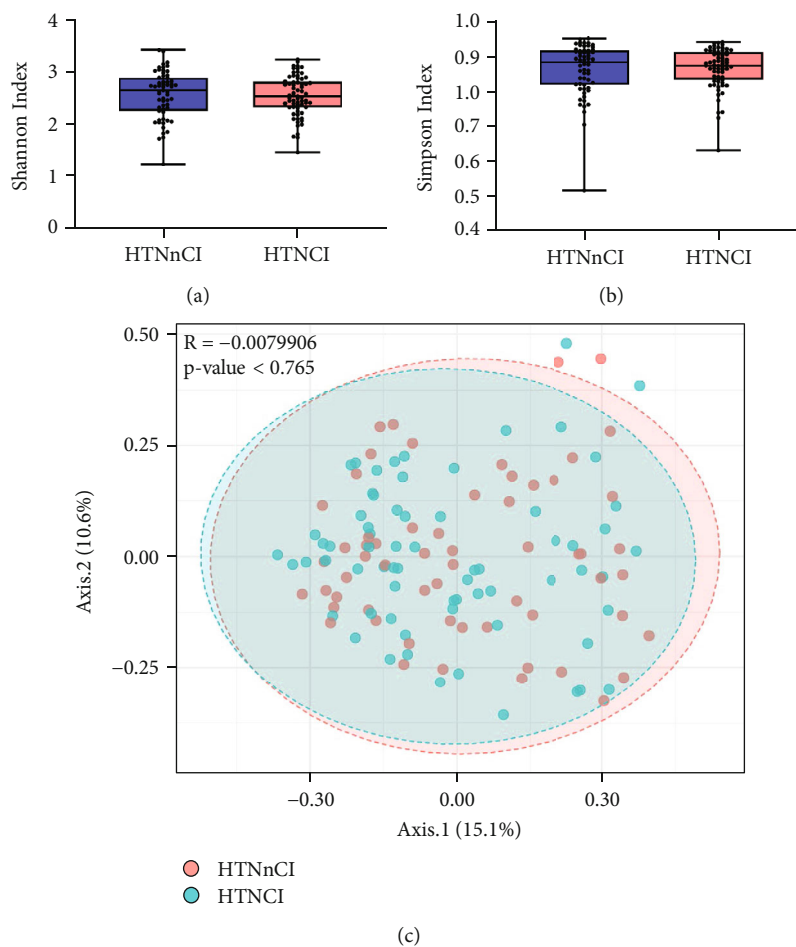 Shannon Index
4
3
2
1
0
HTNnCI
HTNCI
(a)
Simpson Index
1.0
0.9
1.0
0.7
0.6
0.5
0.4
HTNnCI
HTNCI
(b)
R = −0.0079906
p-value < 0.765
Axis.2 (10.6%)
0.50
0.25
0.00
−0.25
−0.30
0.00
0.30
Axis.1 (15.1%)
HTNnCI
HTNCI
(c)